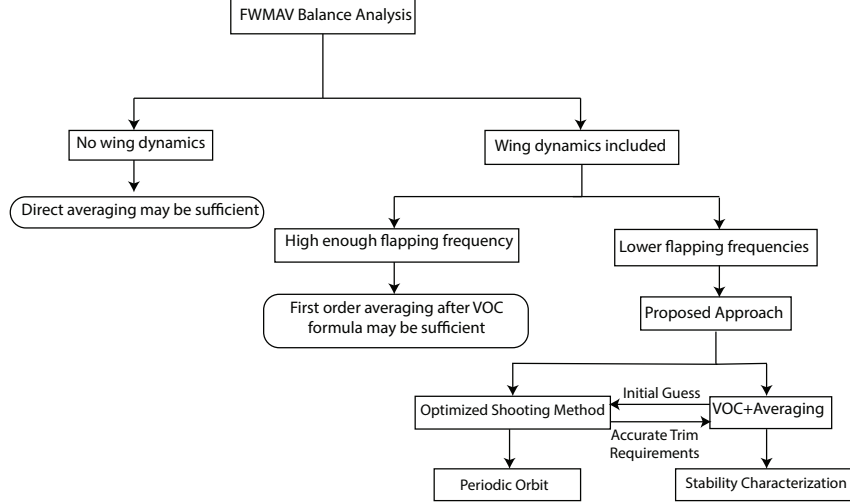 FWMAV Balance Analysis
No wing dynamics
Wing dynamics included
Direct averaging may be sufficient
High enough flapping frequency
Lower flapping frequencies
First order averaging after VOC
formula may be sufficient
Proposed Approach
Initial Guess
Optimized Shooting Method
VOC+Averaging
Accurate Trim
Requirements
Periodic Orbit
Stability Characterization